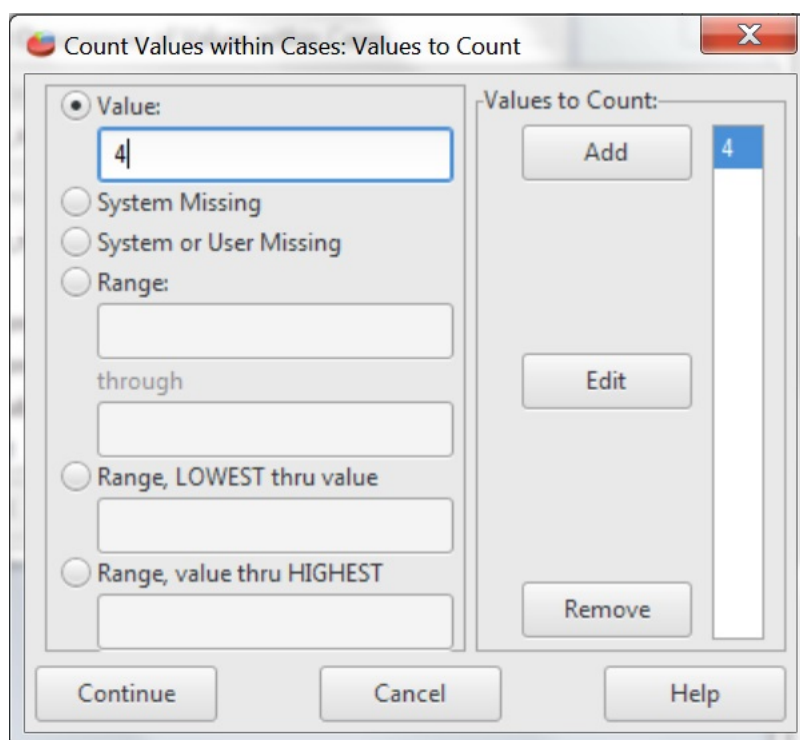 Count Values within Cases: Values to Count
Value:
4
System Missing
System or User Missing
Range:
through
Range, LOWEST thru value
Range, value thru HIGHEST
Values to Count:
Add
4
Edit
Remove
Continue
Cancel
Help